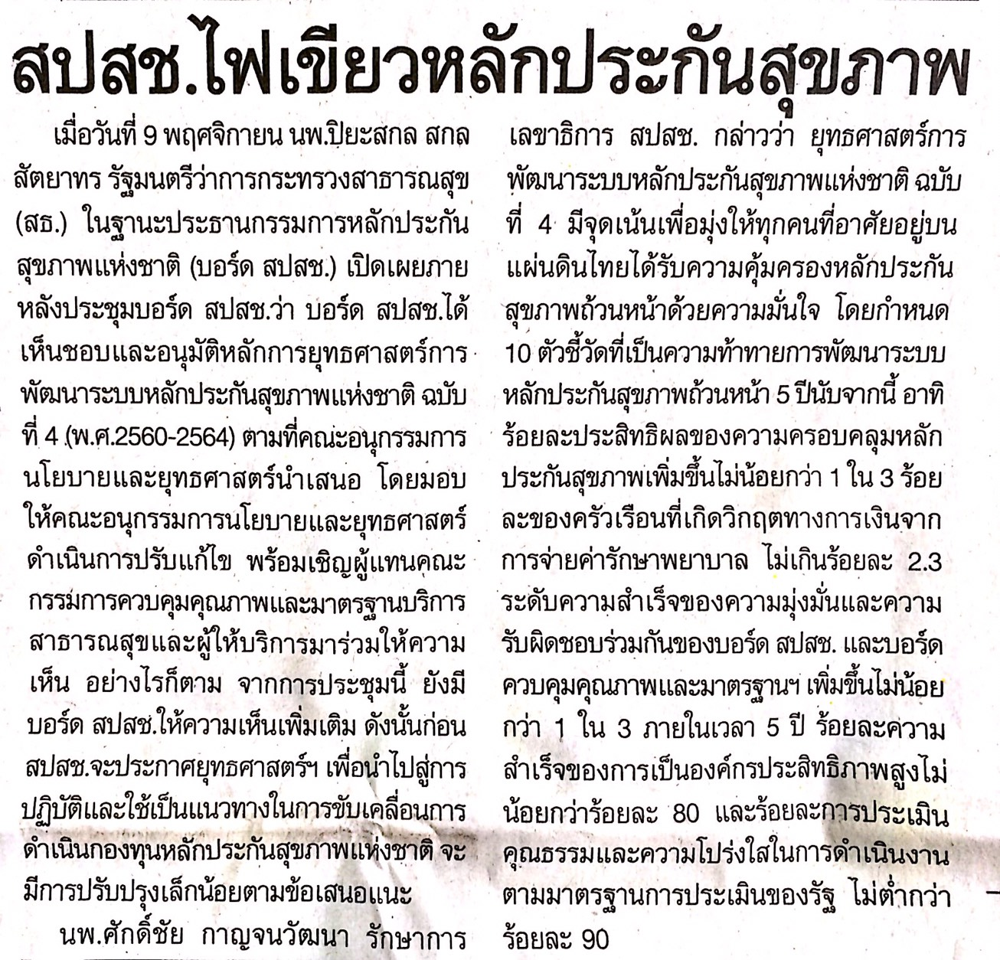 สปสช.ไฟเขียวหลักประกันสุขภาพ
เมื่อวันที่ 9 พฤศจิกายน นพ.ปิยะสกล สกล
สัตยาทร รัฐมนตรีว่าการกระทรวงสาธารณสุข
(สธ.) ในฐานะประธานกรรมการหลักประกัน
สุขภาพแห่งชาติ (บอร์ด สปสช.) เปิดเผยภาย
หลังประชุมบอร์ด สปสช.ว่า บอร์ด สปสช.ได้
เห็นชอบและอนุมัติหลักการยุทธศาสตร์การ
พัฒนาระบบหลักประกันสุขภาพแห่งชาติ ฉบับ
ที่ 4 (พ.ศ.2560-2564) ตามที่คณะอนุกรรมการ
นโยบายและยุทธศาสตร์นำเสนอ โดยมอบ
ให้คณะอนุกรรมการนโยบายและยุทธศาสตร์
ดำเนินการปรับแก้ไข พร้อมเชิญผู้แทนคณะ
กรรมการควบคุมคุณภาพและมาตรฐานบริการ
สาธารณสุขและผู้ให้บริการมาร่วมให้ความ
เห็น อย่างไรก็ตาม จากการประชุมนี้ ยังมี
บอร์ด สปสช.ให้ความเห็นเพิ่มเติม ดังนั้นก่อน
สปสช.จะประกาศยุทธศาสตร์ฯ เพื่อนำไปสู่การ
ปฏิบัติและใช้เป็นแนวทางในการขับเคลื่อนการ
ดำเนินกองทุนหลักประกันสุขภาพแห่งชาติ จะ
มีการปรับปรุงเล็กน้อยตามข้อเสนอแนะ
นพ.ศักดิ์ชัย กาญจนวัฒนา รักษาการ
เลขาธิการ สปสช. กล่าวว่า ยุทธศาสตร์การ
พัฒนาระบบหลักประกันสุขภาพแห่งชาติ ฉบับ
ที่ 4 มีจุดเน้นเพื่อมุ่งให้ทุกคนที่อาศัยอยู่บน
แผ่นดินไทยได้รับความคุ้มครองหลักประกัน
สุขภาพถ้วนหน้าด้วยความมั่นใจ โดยกำหนด
10 ตัวชี้วัดที่เป็นความท้าทายการพัฒนาระบบ
หลักประกันสุขภาพถ้วนหน้า 5 ปีนับจากนี้ อาทิ
ร้อยละประสิทธิผลของความครอบคลุมหลัก
ประกันสุขภาพเพิ่มขึ้นไม่น้อยกว่า 1 ใน 3 ร้อย
ละของครัวเรือนที่เกิดวิกฤตทางการเงินจาก
การจ่ายค่ารักษาพยาบาล ไม่เกินร้อยละ 2.3
ระดับความสำเร็จของความมุ่งมั่นและความ
รับผิดชอบร่วมกันของบอร์ด สปสช. และบอร์ด
ควบคุมคุณภาพและมาตรฐานฯ เพิ่มขึ้นไม่น้อย
กว่า 1 ใน 3 ภายในเวลา 5 ปี ร้อยละความ
สำเร็จของการเป็นองค์กรประสิทธิภาพสูงไม่
น้อยกว่าร้อยละ 80 และร้อยละการประเมิน
คุณธรรมและความโปร่งใสในการดำเนินงาน
ตามมาตรฐานการประเมินของรัฐ ไม่ต่ำกว่า
ร้อยละ 90